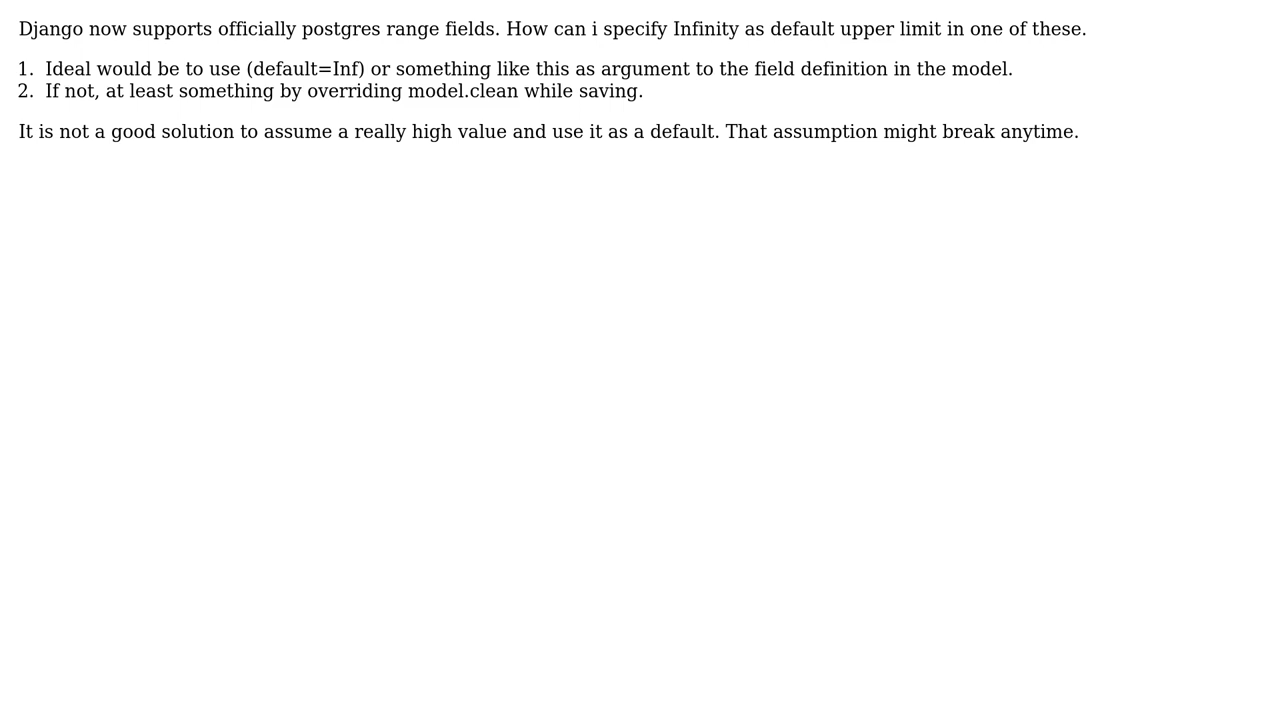 Django now supports officially postgres range fields. How can i specify Infinity as default upper limit in one of these.
1. Ideal would be to use (default=Inf) or something like this as argument to the field definition in the model.
2. If not, at least something by overriding model.clean while saving.
It is not a good solution to assume a really high value and use it as a default. That assumption might break anytime.